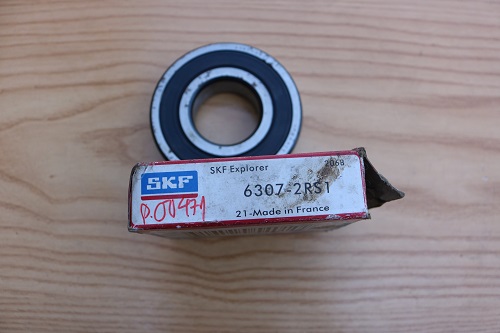 SKF Explorer
2068
SKF
6307-2RS1
P.00471
21-Made in France